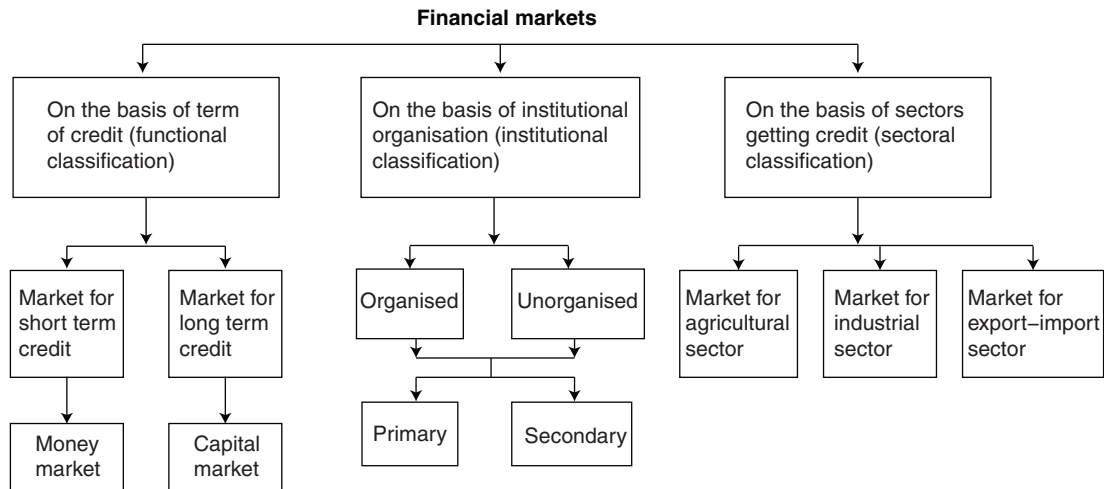 Financial markets
On the basis of term
of credit (functional
classification)
On the basis of institutional
organisation (institutional
classification)
On the basis of sectors
getting credit (sectoral
classification)
Market for
short term
credit
Market for
long term
credit
Organised
Unorganised
Market for
agricultural
sector
Market for
industrial
sector
Market for
export–import
sector
Money
market
Capital
market
Primary
Secondary